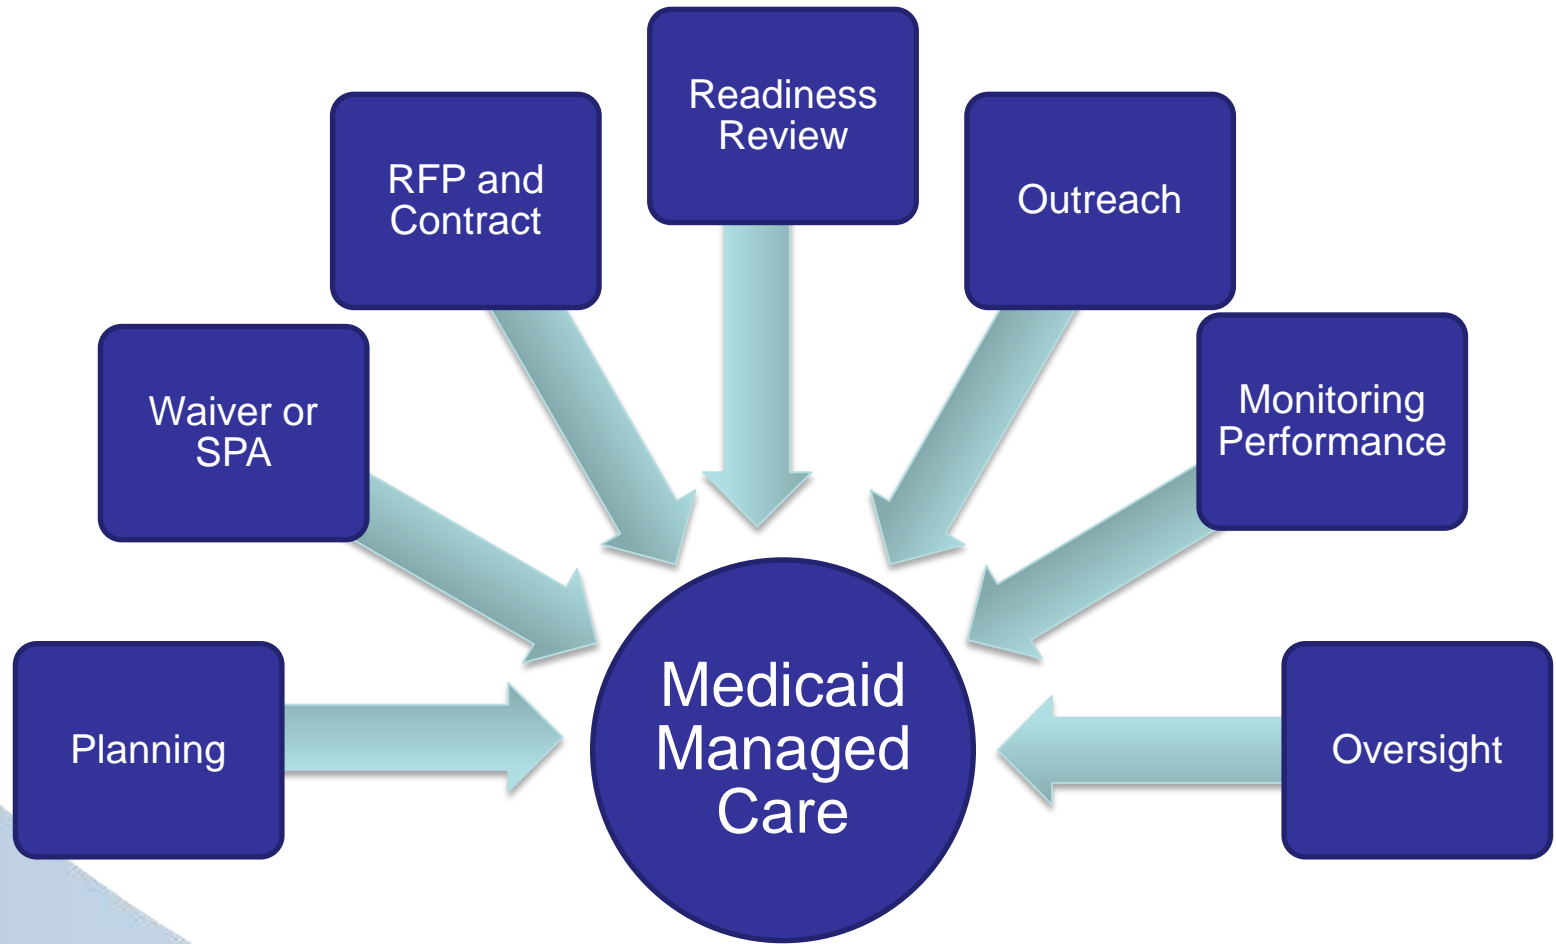 Readiness
Review
RFP and
Contract
Outreach
Waiver or
SPA
Monitoring
Performance
Planning
Medicaid
Managed
Care
Oversight